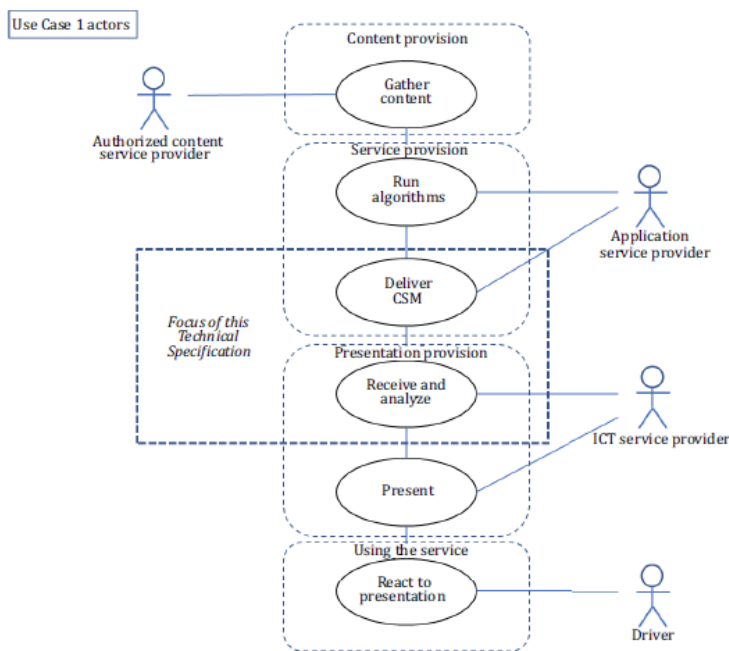 Use Case 1 actors
Content provision
Gather
content
Authorized content
service provider
Service provision
Run
algorithms
Application
service provider
Deliver
CSM
Focus of this
Technical
Specification
Presentation provision
Receive and
analyze
ICT service provider
Present
Using the service
React to
presentation
Driver